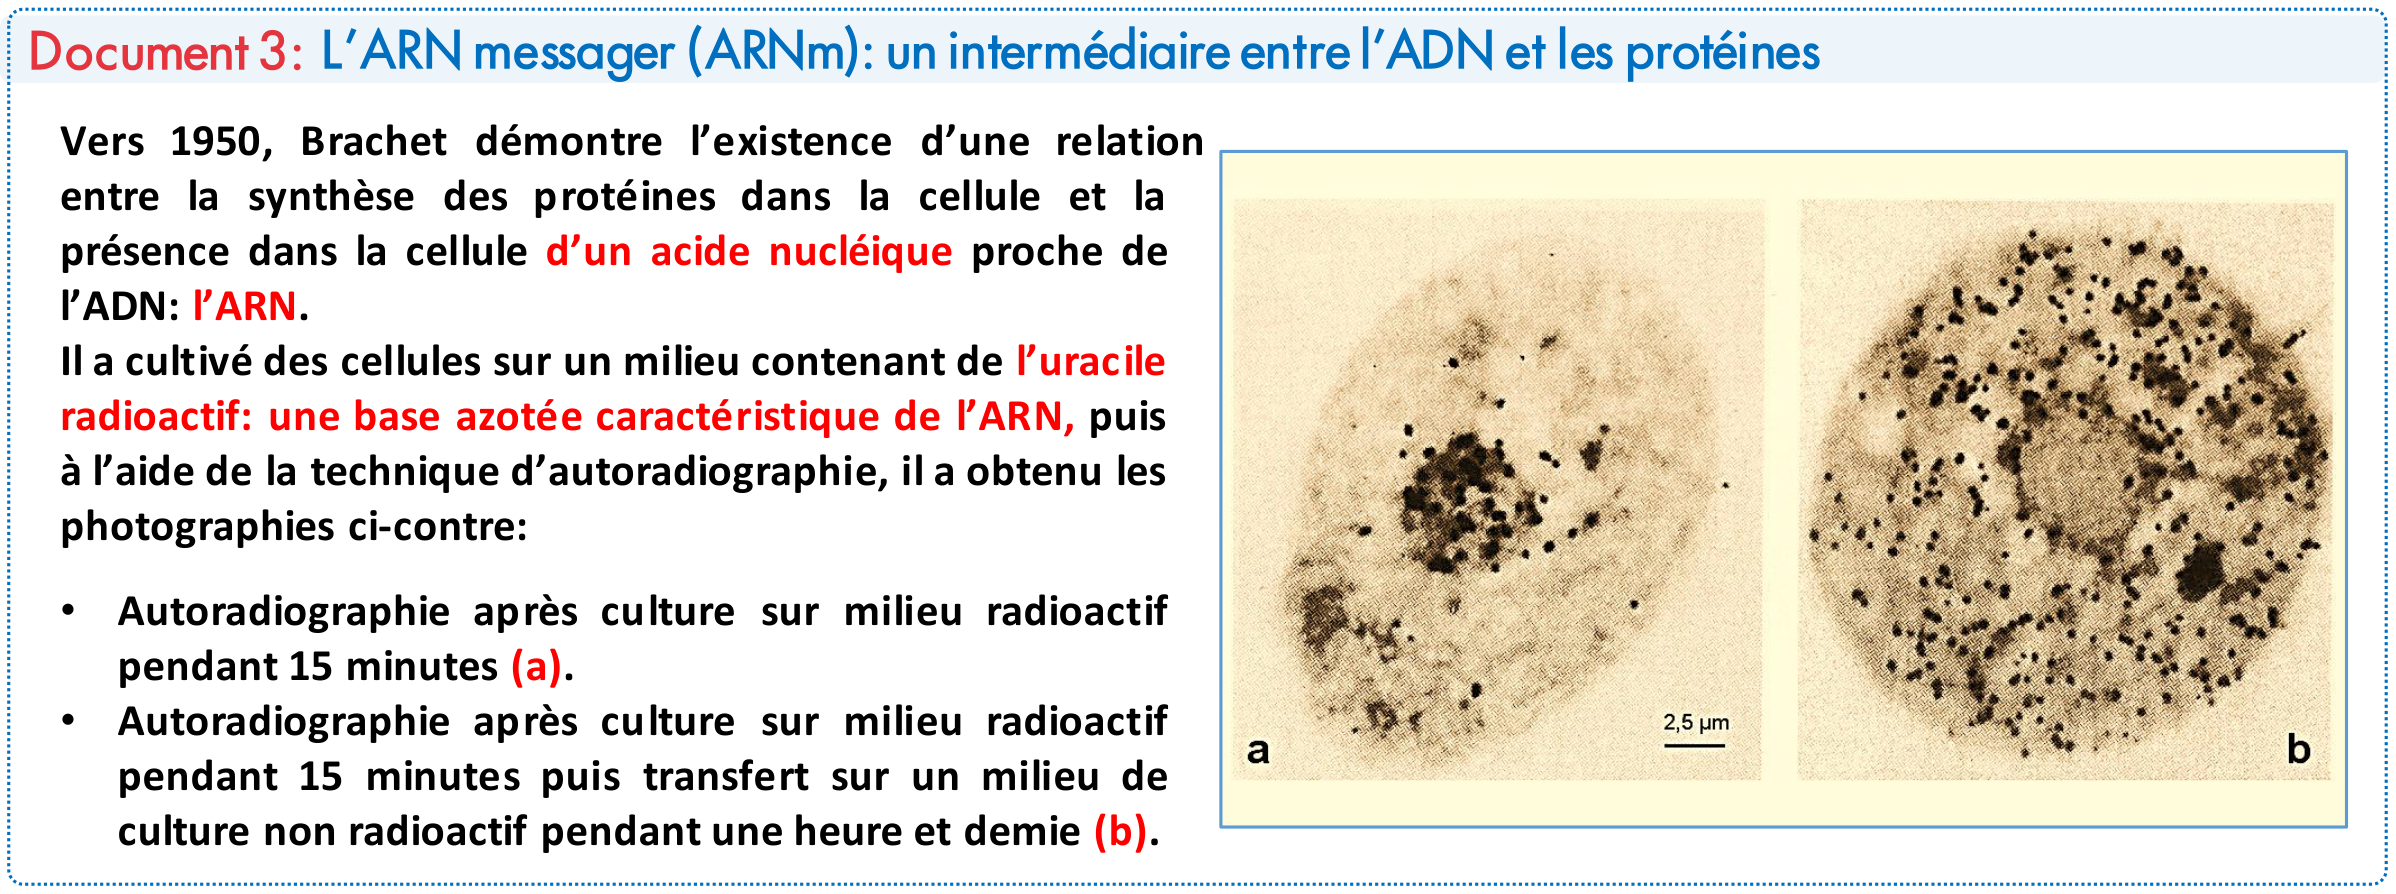 Document 3: L’ARN messager (ARNm): un intermédiaire entre l’ADN et les protéines
Vers 1950, Brachet démontre l’existence d’une relation
entre la synthèse des protéines dans la cellule et la
présence dans la cellule d’un acide nucléique proche de
l’ADN: l’ARN.
Il a cultivé des cellules sur un milieu contenant de l’uracile
radioactif: une base azotée caractéristique de l’ARN, puis
à l’aide de la technique d’autoradiographie, il a obtenu les
photographies ci-contre:
• Autoradiographie après culture sur milieu radioactif
pendant 15 minutes (a).
• Autoradiographie après culture sur milieu radioactif
pendant 15 minutes puis transfert sur un milieu de
culture non radioactif pendant une heure et demie (b).
2,5 µm
a
b